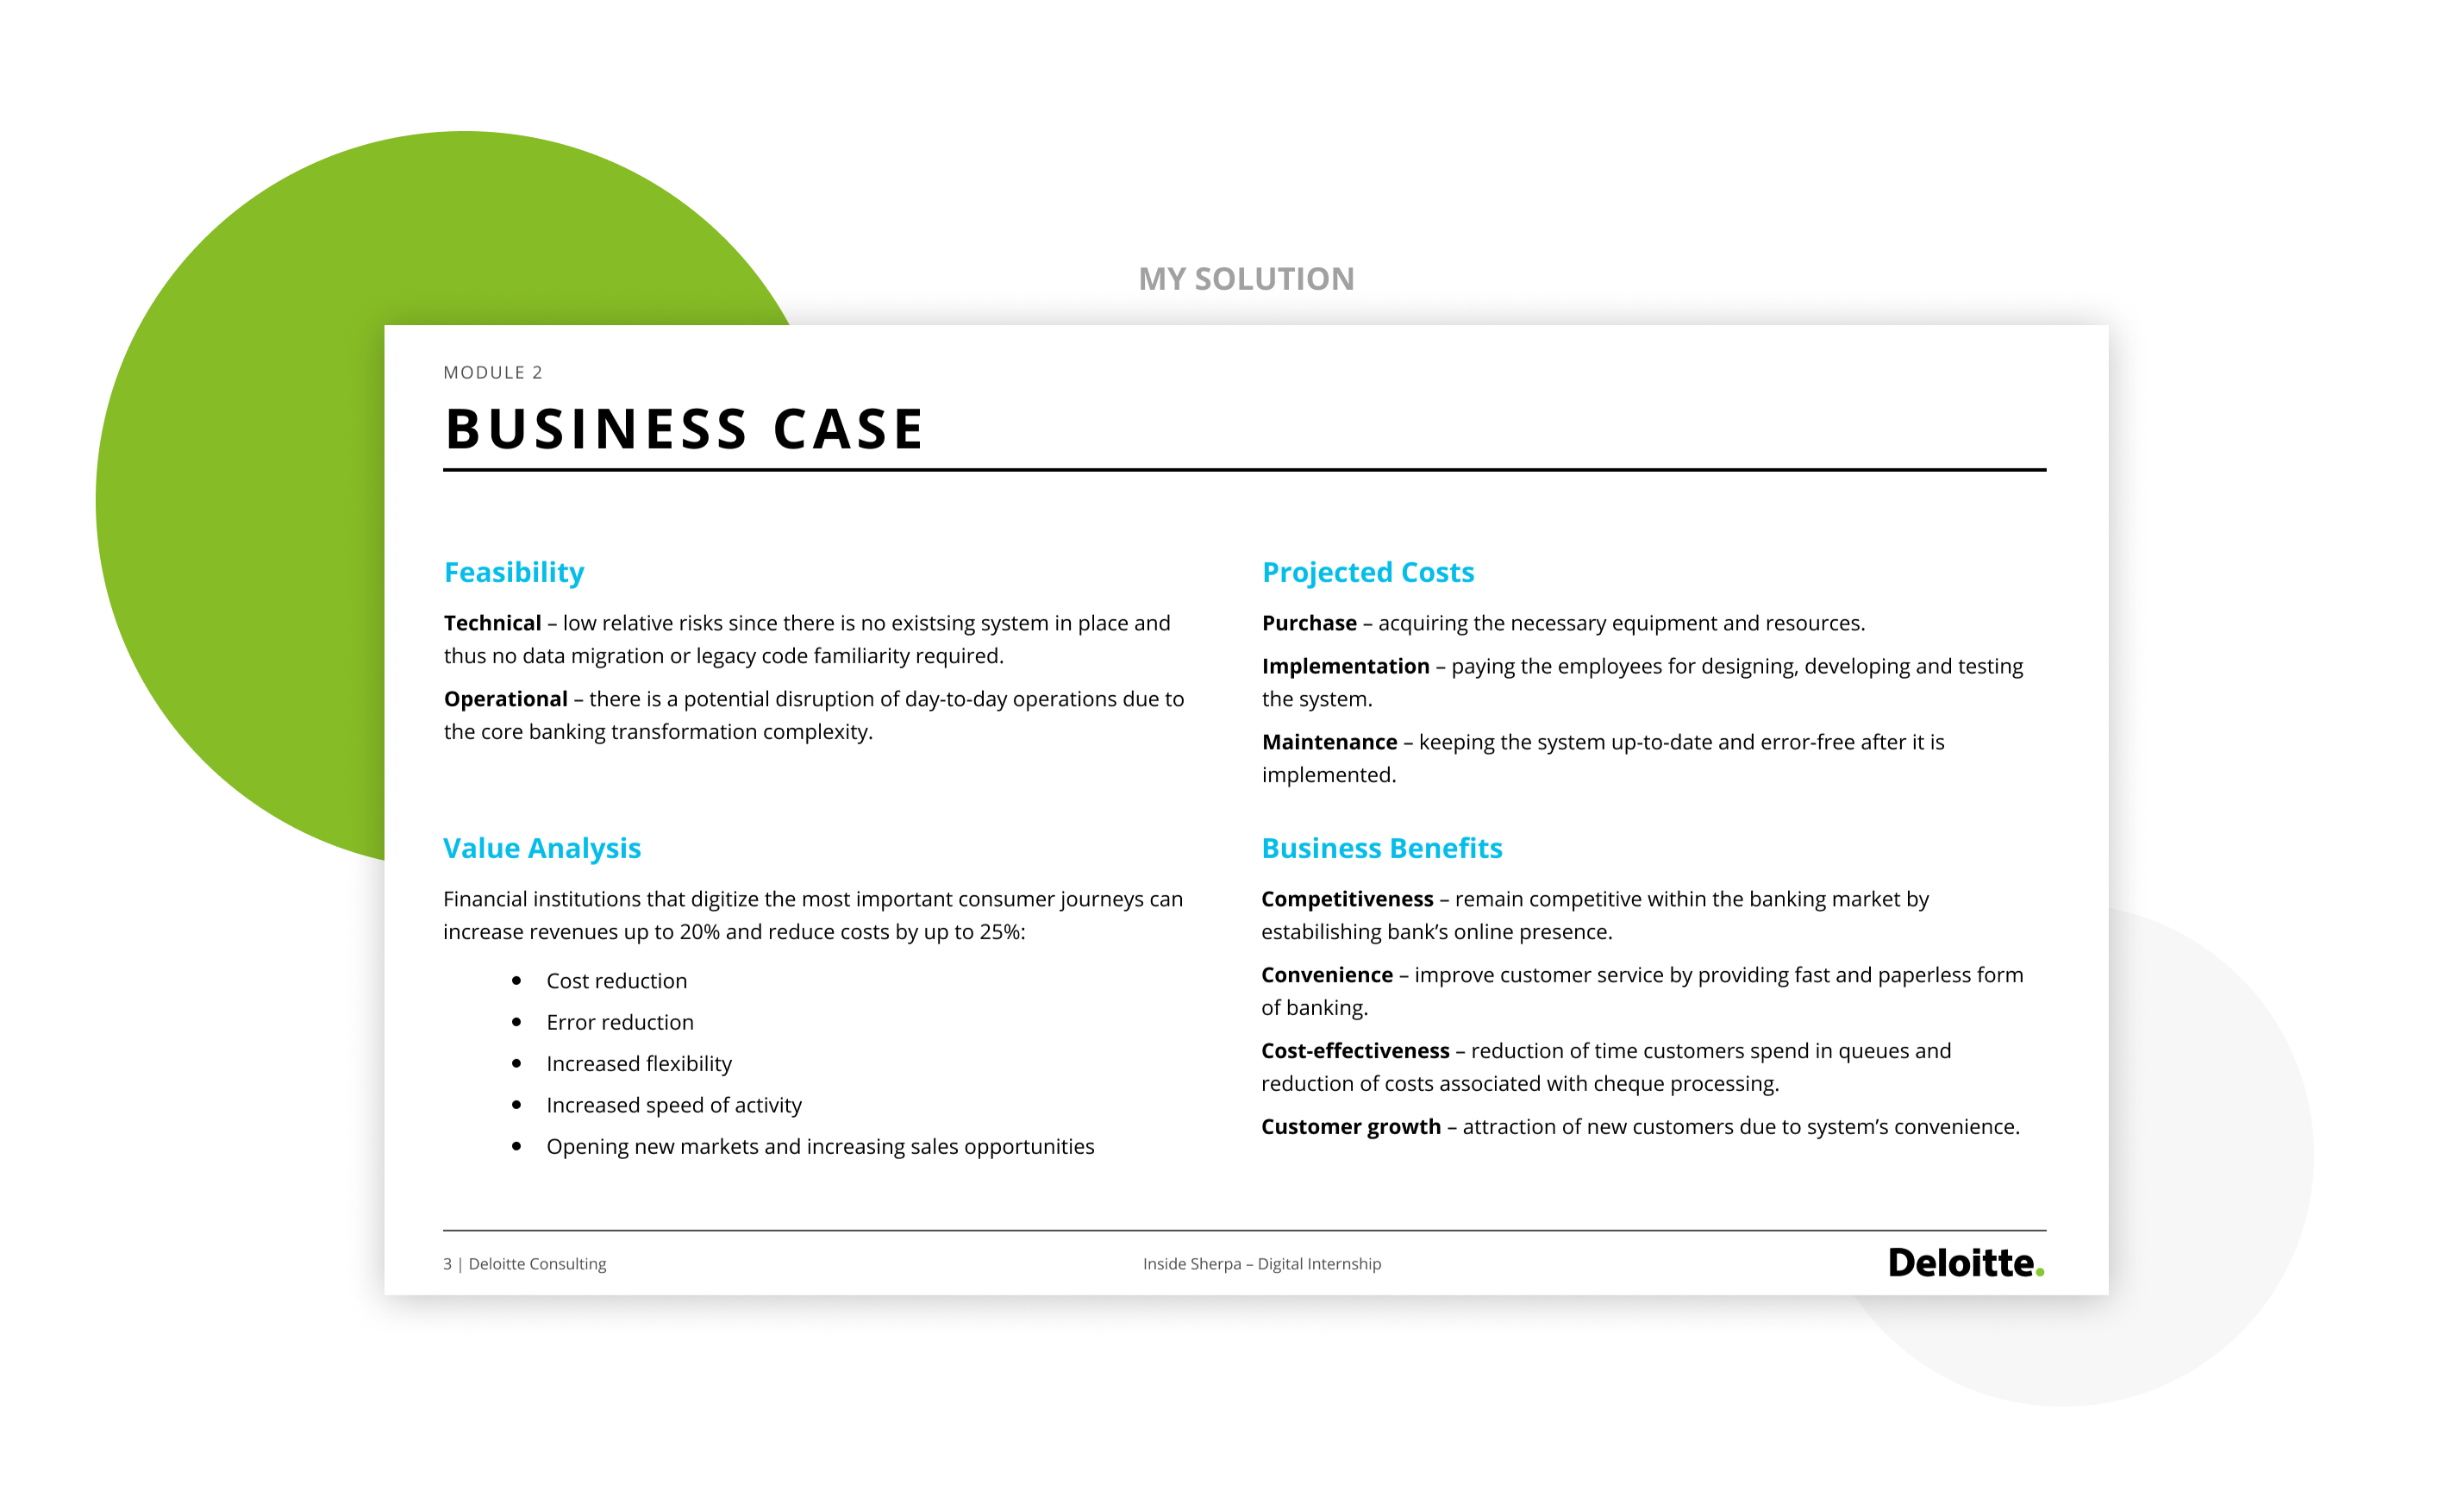 MY SOLUTION
MODULE 2
BUSINESS CASE
Feasibility
Technical – low relative risks since there is no existsing system in place and
thus no data migration or legacy code familiarity required.
Operational – there is a potential disruption of day-to-day operations due to
the core banking transformation complexity.
Projected Costs
Purchase – acquiring the necessary equipment and resources.
Implementation – paying the employees for designing, developing and testing
the system.
Maintenance – keeping the system up-to-date and error-free after it is
implemented.
Value Analysis
Financial institutions that digitize the most important consumer journeys can
increase revenues up to 20% and reduce costs by up to 25%:
● Cost reduction
● Error reduction
● Increased flexibility
● Increased speed of activity
● Opening new markets and increasing sales opportunities
Business Benefits
Competitiveness – remain competitive within the banking market by
estabilishing bank’s online presence.
Convenience – improve customer service by providing fast and paperless form
of banking.
Cost-effectiveness – reduction of time customers spend in queues and
reduction of costs associated with cheque processing.
Customer growth – attraction of new customers due to system’s convenience.
3 | Deloitte Consulting
Inside Sherpa – Digital Internship
Deloitte.